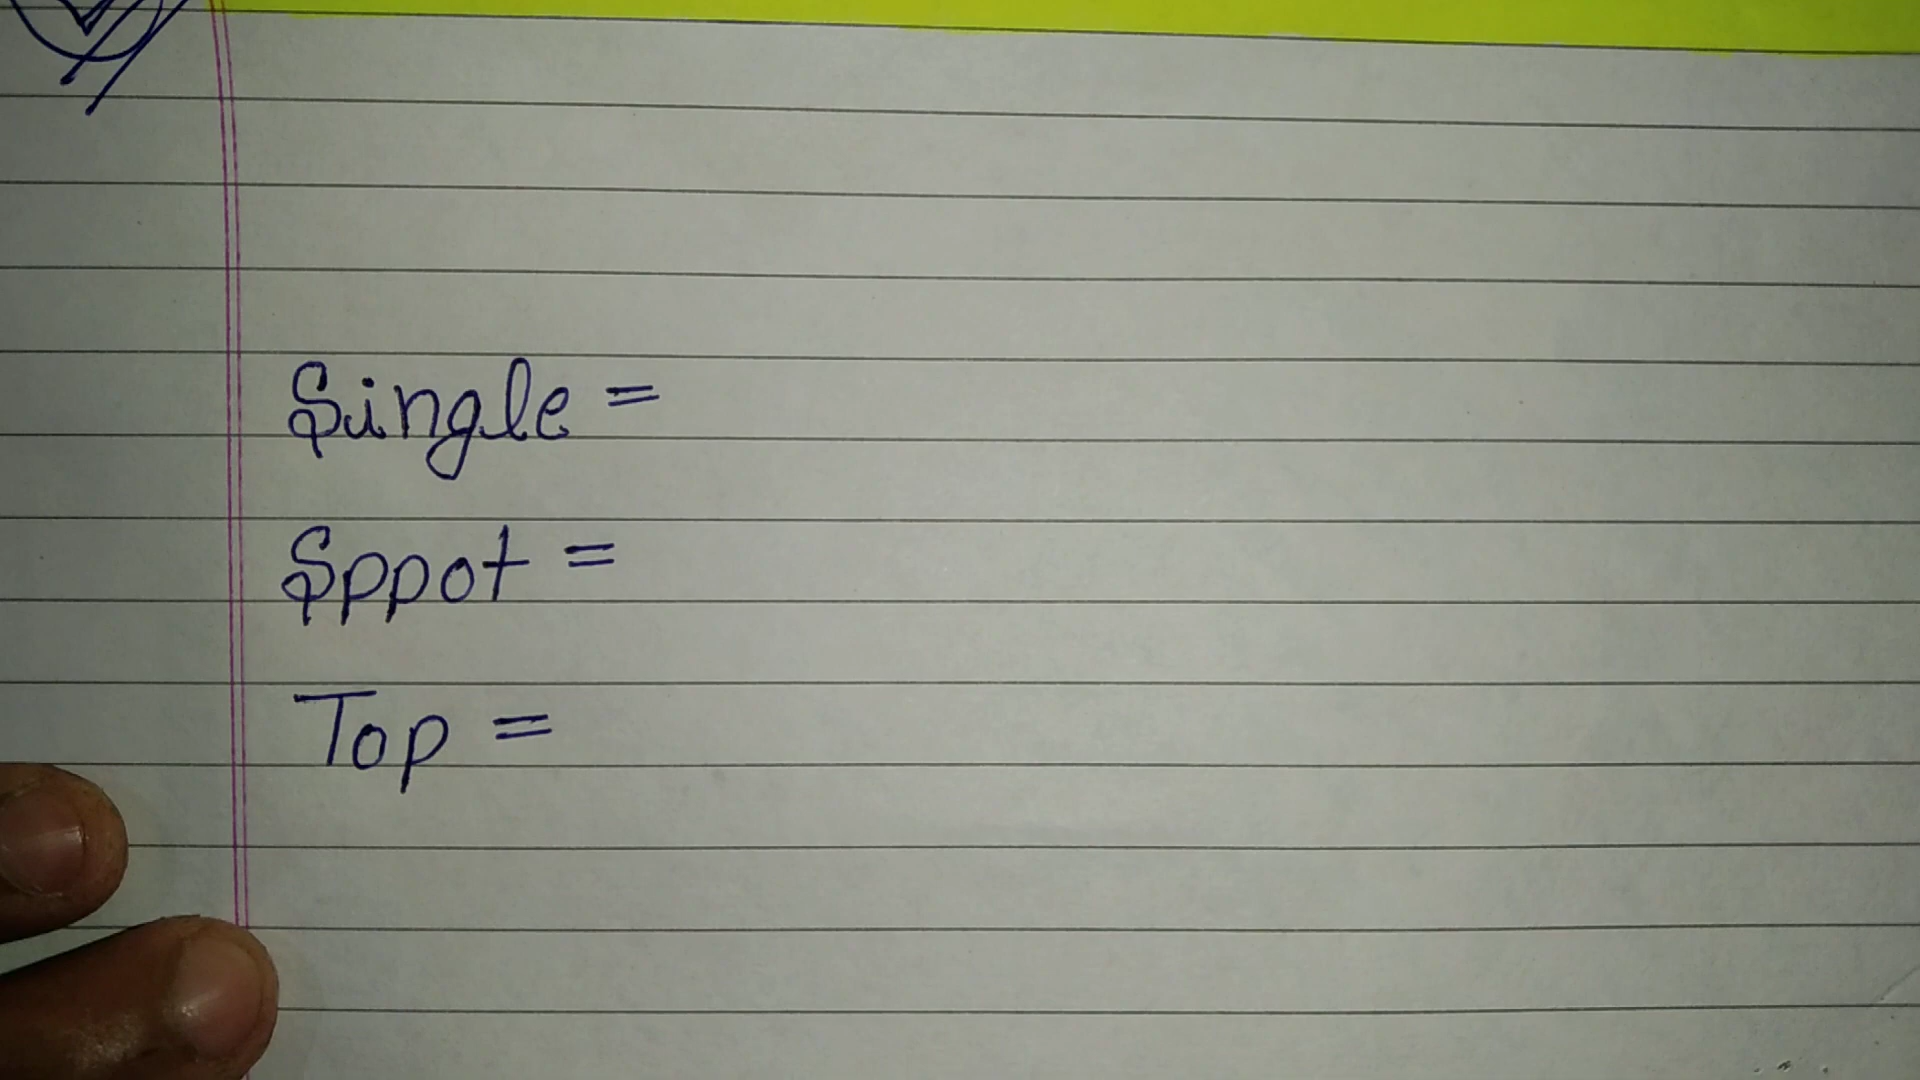 Single =
Sppot =
Top =